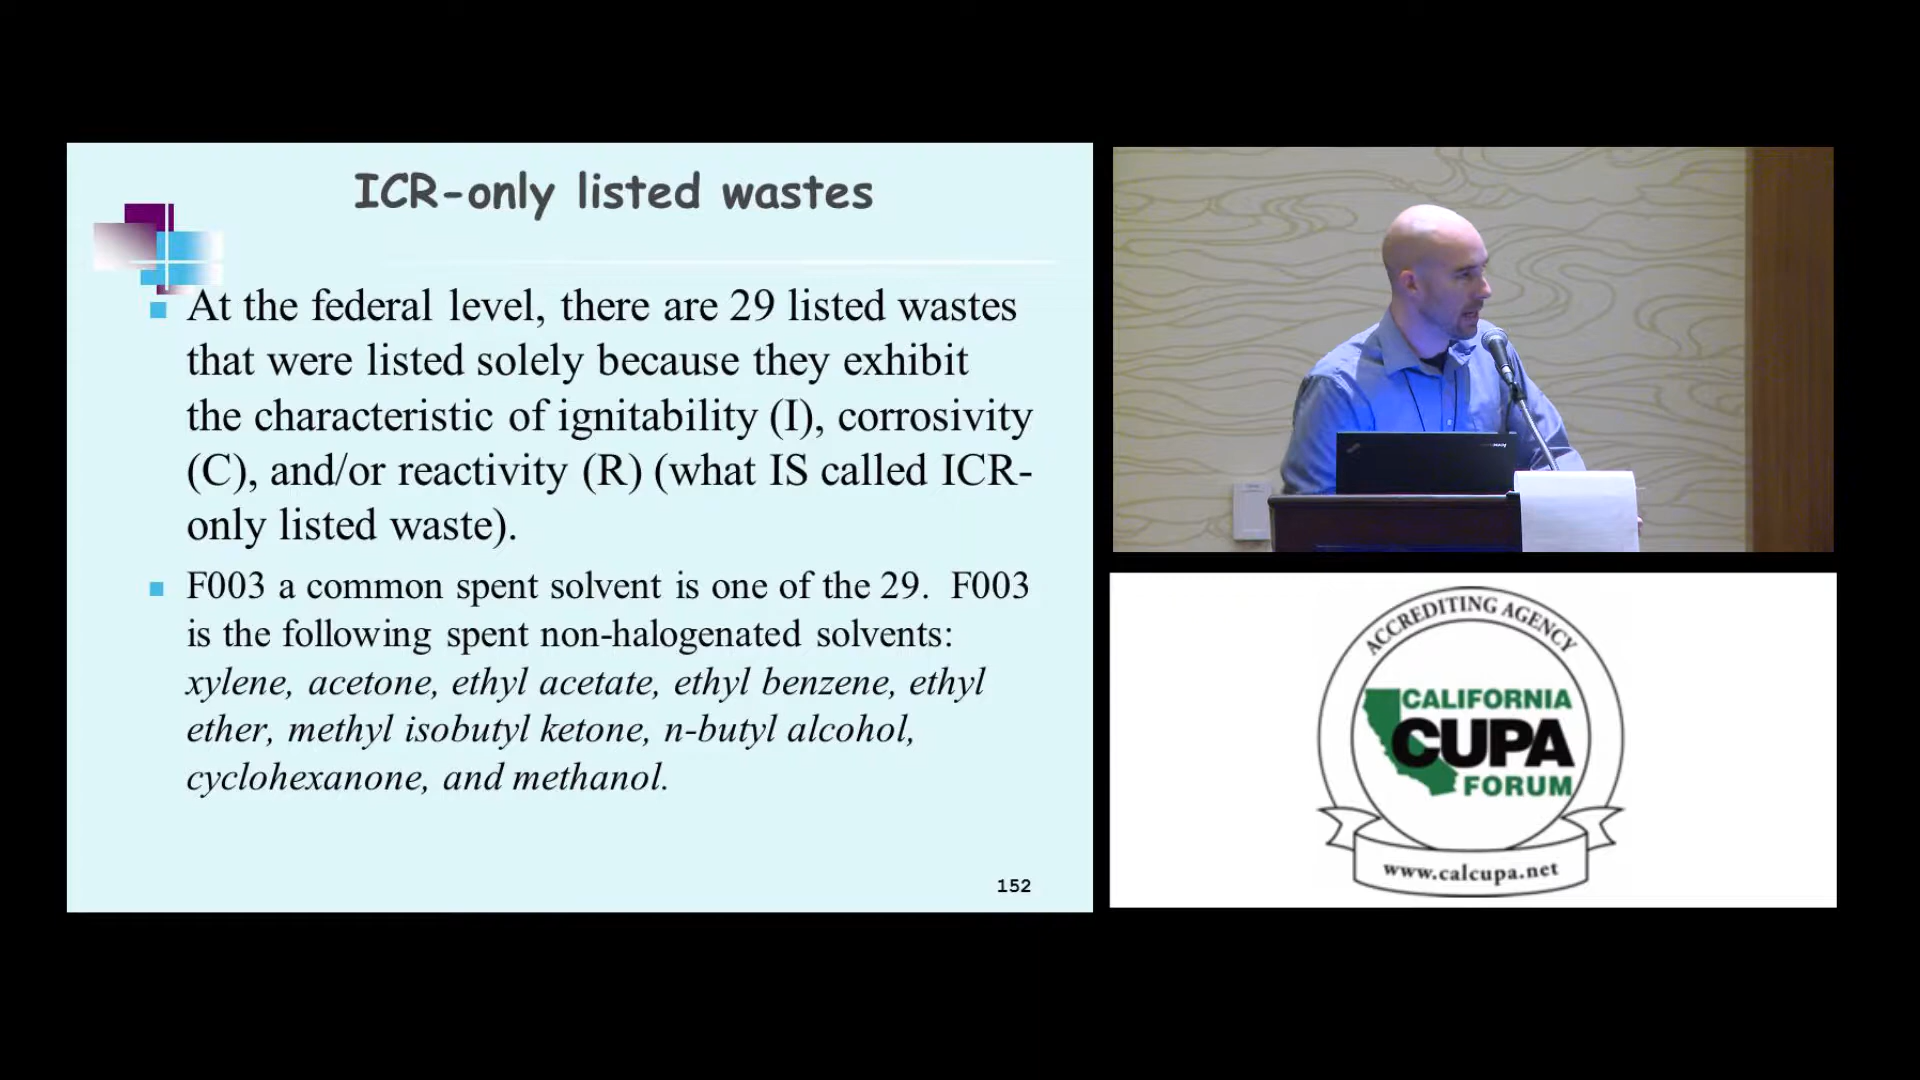 ICR-only listed wastes
At the federal level, there are 29 listed wastes
that were listed solely because they exhibit
the characteristic of ignitability (I), corrosivity
(C), and/or reactivity (R) (what IS called ICR-
only listed waste).
F003 a common spent solvent is one of the 29.  F003
is the following spent non-halogenated solvents:
xylene, acetone, ethyl acetate, ethyl benzene, ethyl
ether, methyl isobutyl ketone, n-butyl alcohol,
cyclohexanone, and methanol.
152
ACCREDITING AGENCY
CALIFORNIA
CUPA
FORUM
www.calcupa.net